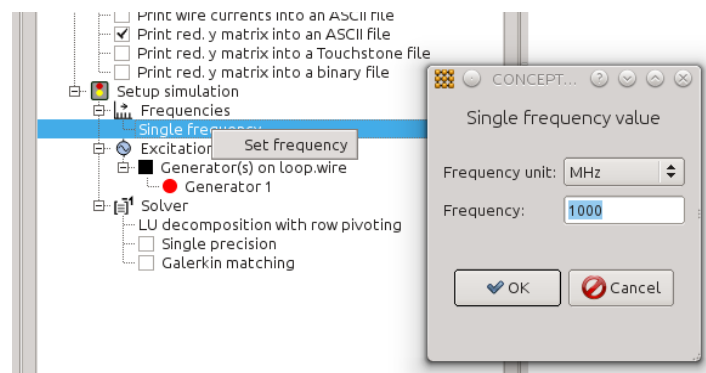 Print wire currents into an ASCII file
Print red. y matrix into an ASCII file
Print red. y matrix into a Touchstone file
Print red. y matrix into a binary file
Setup simulation
Frequencies
Single frequency
Set frequency
Excitation
Generator(s) on loop.wire
Generator 1
Solver
LU decomposition with row pivoting
Single precision
Galerkin matching
CONCEPT...
Single frequency value
Frequency unit: MHz
Frequency: 1000
OK Cancel